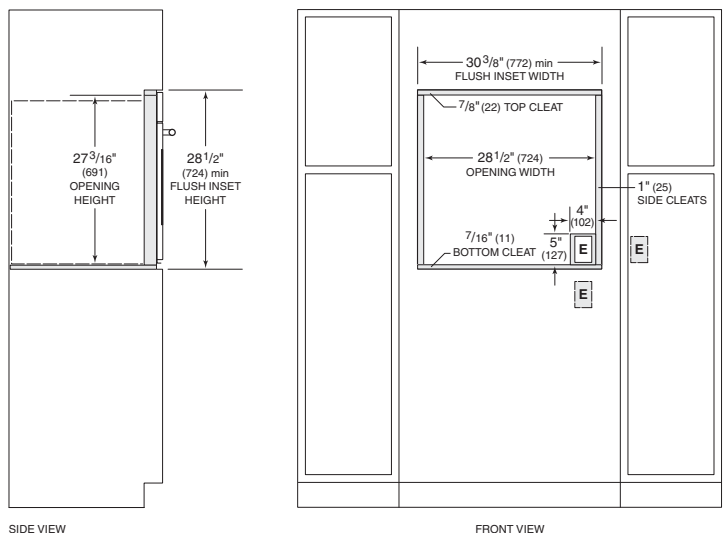 27 3/16"
(691)
OPENING
HEIGHT
28 1/2"
(724) min
FLUSH INSET
HEIGHT
SIDE VIEW
30 3/8" (772) min
FLUSH INSET WIDTH
7/8" (22) TOP CLEAT
28 1/2" (724)
OPENING WIDTH
1" (25)
SIDE CLEATS
4"
(102)
7/16" (11)
BOTTOM CLEAT
5"
(127)
E
E
E
FRONT VIEW